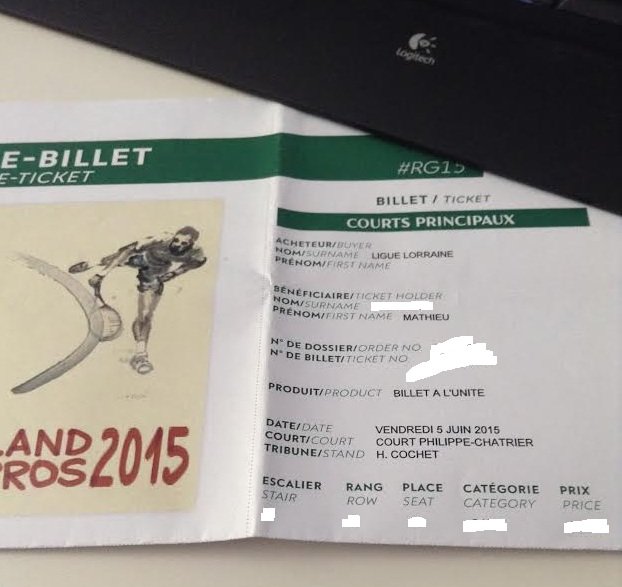 Logitech
E-BILLET
E-TICKET
#RG15
BILLET / TICKET
COURTS PRINCIPAUX
ACHETEUR/BUYER
NOM/SURNAME LIGUE LORRAINE
PRÉNOM/FIRST NAME
BÉNÉFICIAIRE/TICKET HOLDER
NOM/SURNAME
PRÉNOM/FIRST NAME MATHIEU
N° DE DOSSIER/ORDER NO
N° DE BILLET/TICKET NO
PRODUIT/PRODUCT BILLET A L'UNITE
DATE/DATE VENDREDI 5 JUIN 2015
COURT/COURT COURT PHILIPPE-CHATRIER
TRIBUNE/STAND H. COCHET
ESCALIER RANG PLACE CATÉGORIE PRIX
STAIR ROW SEAT CATEGORY PRICE
LAND
ROS 2015